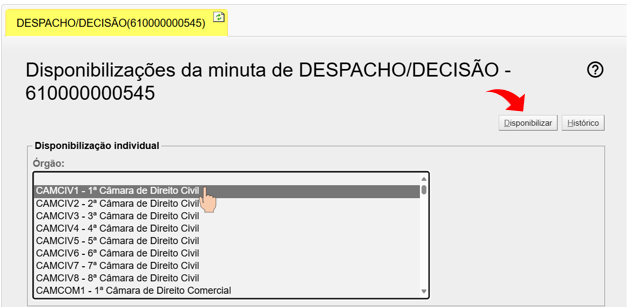 DESPACHO/DECISÃO(610000000545)
Disponibilizações da minuta de DESPACHO/DECISÃO -
610000000545
Disponibilizar
Histórico
Disponibilização individual
Órgão:
CAMCIV1 - 1ª Câmara de Direito Civil
CAMCIV2 - 2ª Câmara de Direito Civil
CAMCIV3 - 3ª Câmara de Direito Civil
CAMCIV4 - 4ª Câmara de Direito Civil
CAMCIV5 - 5ª Câmara de Direito Civil
CAMCIV6 - 6ª Câmara de Direito Civil
CAMCIV7 - 7ª Câmara de Direito Civil
CAMCIV8 - 8ª Câmara de Direito Civil
CAMCOM1 - 1ª Câmara de Direito Comercial